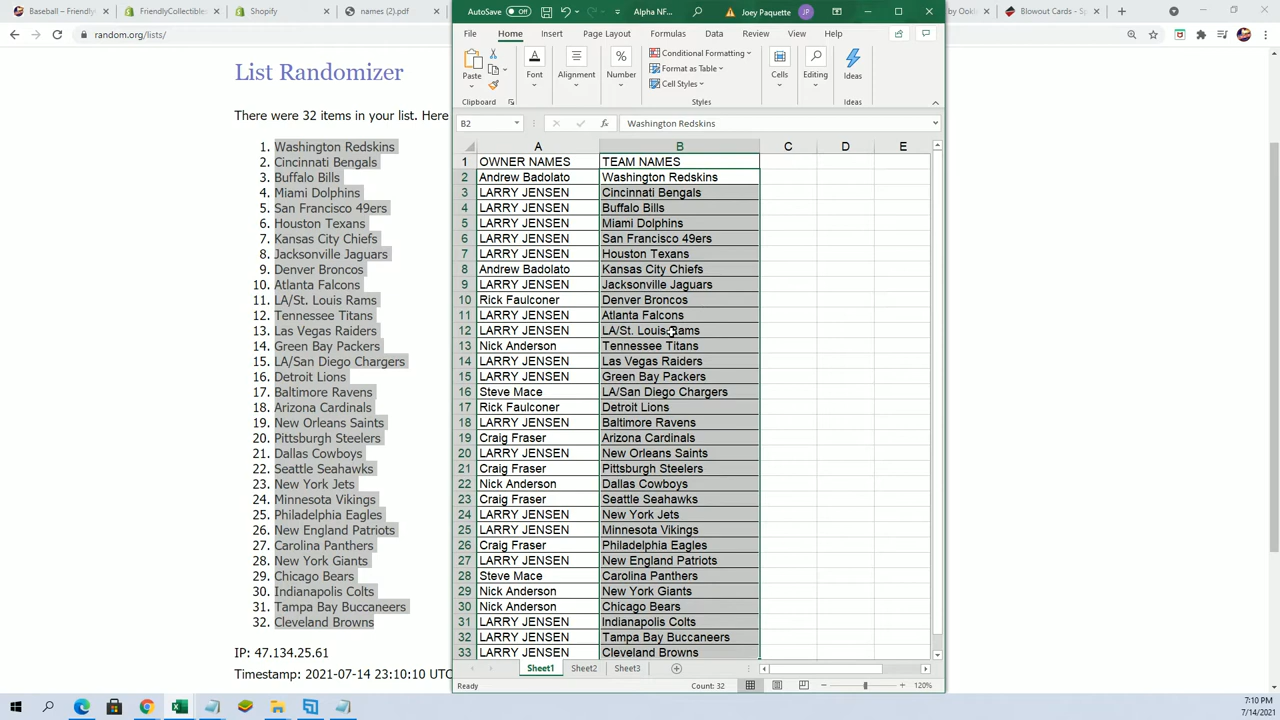 Baseball – Friendly
FriendlyCollectibles
Shopify
names (2).pdf
by Ookl
Blowout Cards - S
random.org/lists/
List Randomizer
There were 32 items in your list. Here
1. Washington Redskins
2. Cincinnati Bengals
3. Buffalo Bills
4. Miami Dolphins
5. San Francisco 49ers
6. Houston Texans
7. Kansas City Chiefs
8. Jacksonville Jaguars
9. Denver Broncos
10. Atlanta Falcons
11. LA/St. Louis Rams
12. Tennessee Titans
13. Las Vegas Raiders
14. Green Bay Packers
15. LA/San Diego Chargers
16. Detroit Lions
17. Baltimore Ravens
18. Arizona Cardinals
19. New Orleans Saints
20. Pittsburgh Steelers
21. Dallas Cowboys
22. Seattle Seahawks
23. New York Jets
24. Minnesota Vikings
25. Philadelphia Eagles
26. New England Patriots
27. Carolina Panthers
28. New York Giants
29. Chicago Bears
30. Indianapolis Colts
31. Tampa Bay Buccaneers
32. Cleveland Browns
IP: 47.134.25.61
Timestamp: 2021-07-14 23:10:10 UTC
AutoSave Off Alpha NF... Joey Paquette JP
File Home Insert Page Layout Formulas Data Review View Help
Paste Font Alignment Number Conditional Formatting Format as Table Cell Styles Cells Editing Ideas
Clipboard Styles Ideas
B2 fx Washington Redskins
A B C D E
1 OWNER NAMES TEAM NAMES
2 Andrew Badolato Washington Redskins
3 LARRY JENSEN Cincinnati Bengals
4 LARRY JENSEN Buffalo Bills
5 LARRY JENSEN Miami Dolphins
6 LARRY JENSEN San Francisco 49ers
7 LARRY JENSEN Houston Texans
8 Andrew Badolato Kansas City Chiefs
9 LARRY JENSEN Jacksonville Jaguars
10 Rick Faulconer Denver Broncos
11 LARRY JENSEN Atlanta Falcons
12 LARRY JENSEN LA/St. Louis Rams
13 Nick Anderson Tennessee Titans
14 LARRY JENSEN Las Vegas Raiders
15 LARRY JENSEN Green Bay Packers
16 Steve Mace LA/San Diego Chargers
17 Rick Faulconer Detroit Lions
18 LARRY JENSEN Baltimore Ravens
19 Craig Fraser Arizona Cardinals
20 LARRY JENSEN New Orleans Saints
21 Craig Fraser Pittsburgh Steelers
22 Nick Anderson Dallas Cowboys
23 Craig Fraser Seattle Seahawks
24 LARRY JENSEN New York Jets
25 LARRY JENSEN Minnesota Vikings
26 Craig Fraser Philadelphia Eagles
27 LARRY JENSEN New England Patriots
28 Steve Mace Carolina Panthers
29 Nick Anderson New York Giants
30 Nick Anderson Chicago Bears
31 LARRY JENSEN Indianapolis Colts
32 LARRY JENSEN Tampa Bay Buccaneers
33 LARRY JENSEN Cleveland Browns
Sheet1 Sheet2 Sheet3
Ready Count: 32 120%
7:10 PM
7/14/2021